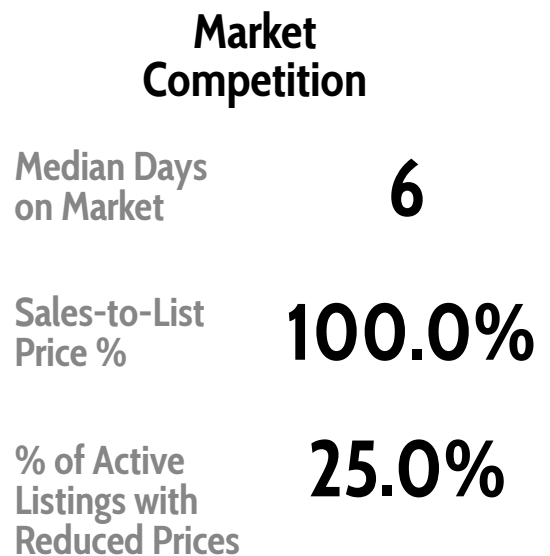 Market
Competition
Median Days
on Market
6
Sales-to-List
Price %
100.0%
% of Active
Listings with
Reduced Prices
25.0%